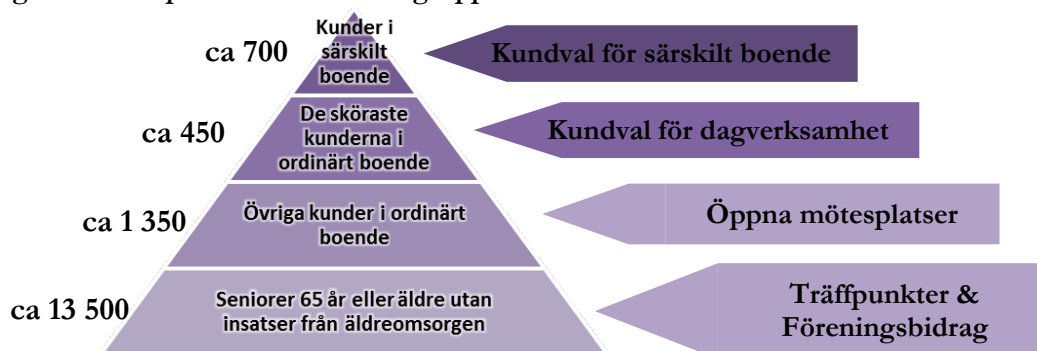 ca 700
Kunder i
särskilt
boende
Kundval för särskilt boende
ca 450
De sköraste
kunderna i
ordinärt boende
Kundval för dagverksamhet
ca 1 350
Övriga kunder i ordinärt
boende
Öppna mötesplatser
ca 13 500
Seniorer 65 år eller äldre utan
insatser från äldreomsorgen
Träffpunkter &
Föreningsbidrag